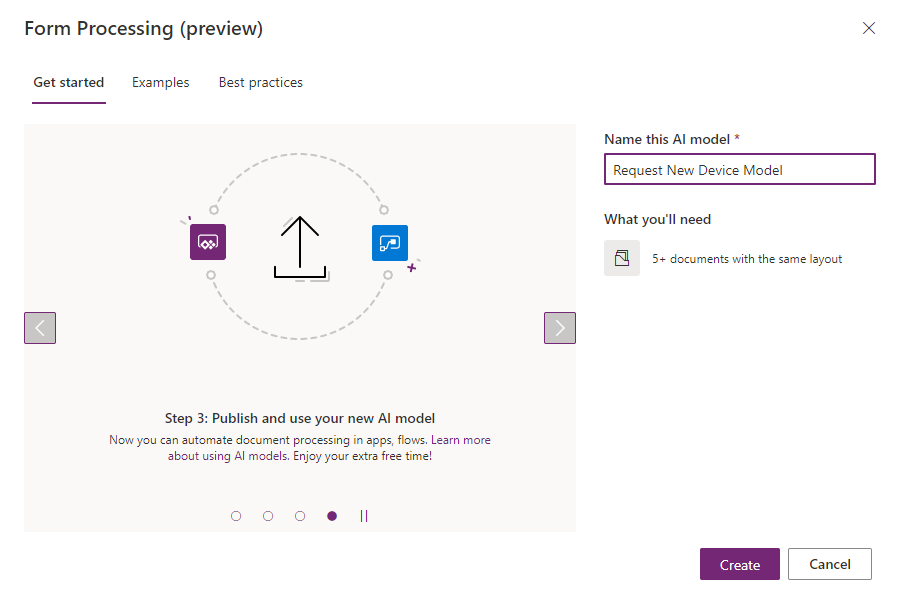 Form Processing (preview)
Get started
Examples
Best practices
Step 3: Publish and use your new AI model
Now you can automate document processing in apps, flows. Learn more
about using AI models. Enjoy your extra free time!
Name this AI model *
Request New Device Model
What you'll need
5+ documents with the same layout
Create
Cancel